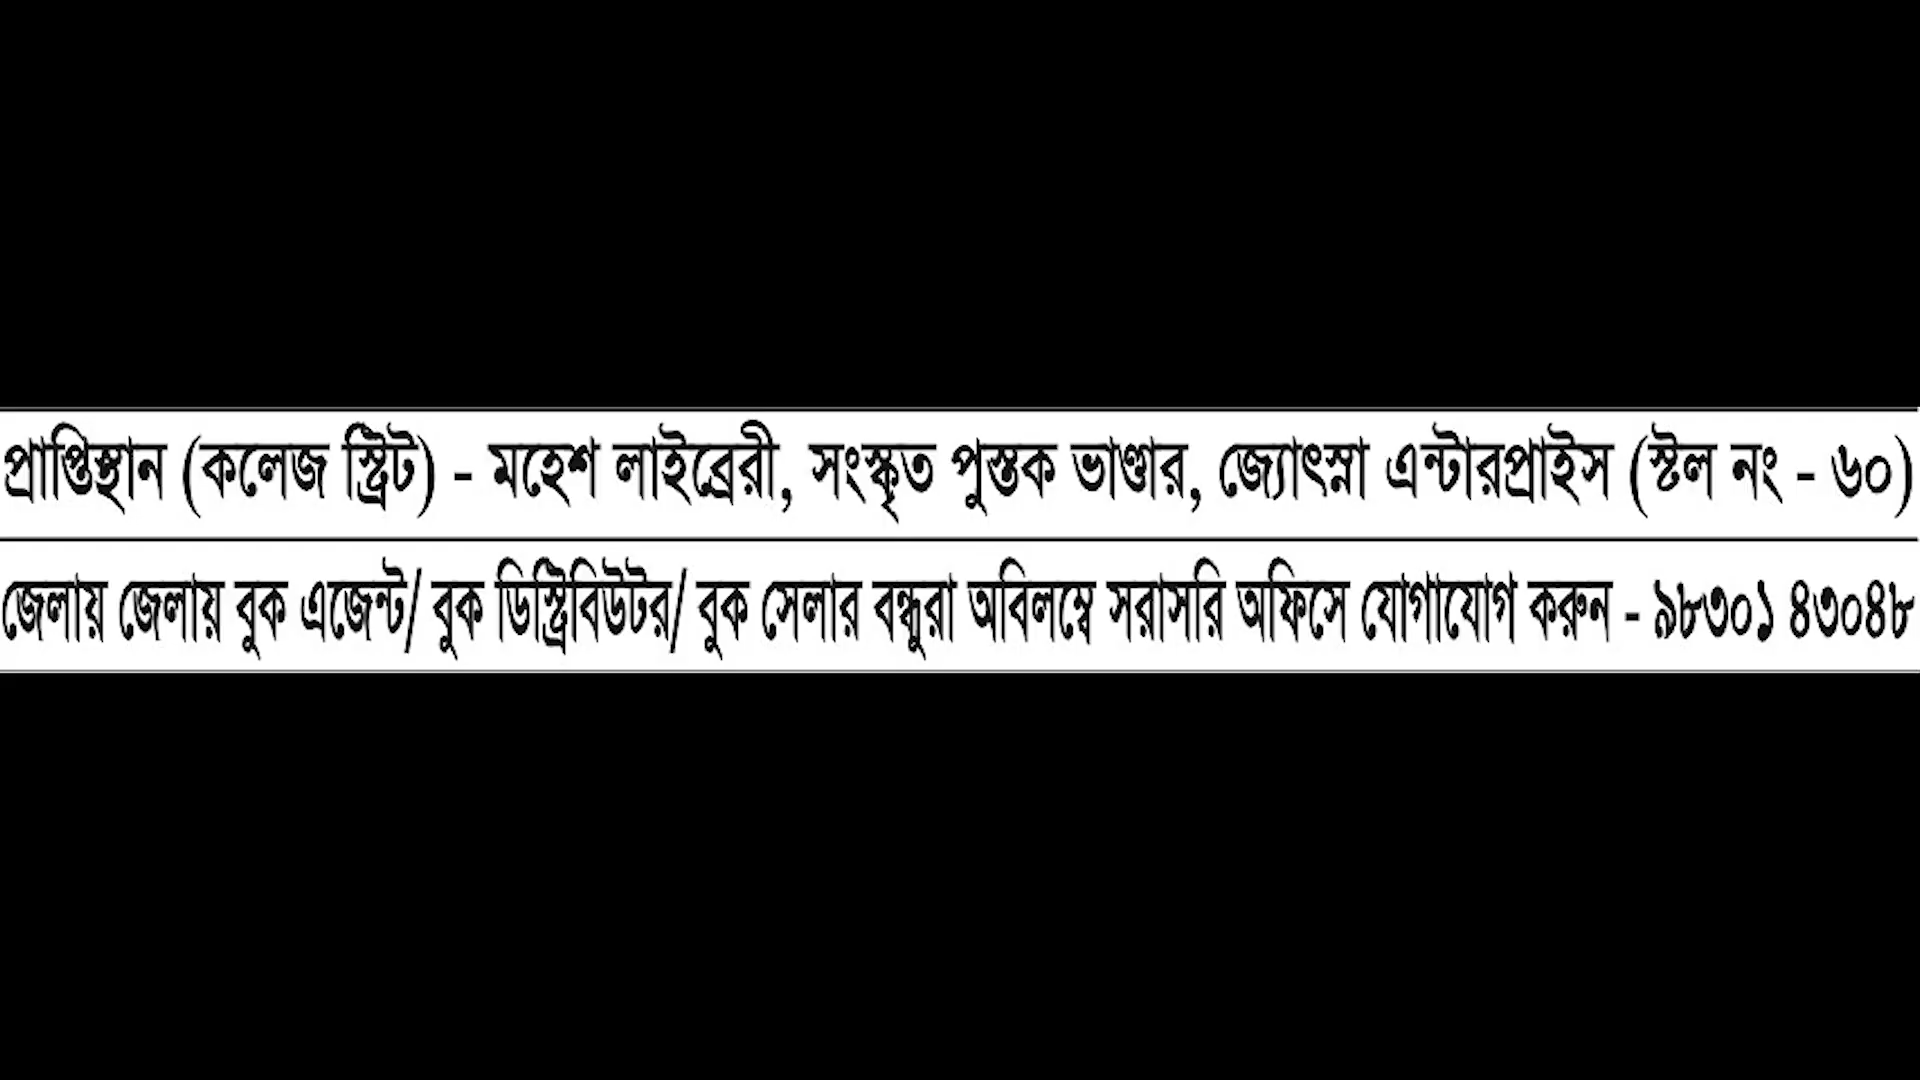 প্রাপ্তিস্থান (কলেজ স্ট্রিট) - মহেশ লাইব্রেরী, সংস্কৃত পুস্তক ভাণ্ডার, জ্যোৎস্না এন্টারপ্রাইস (স্টল নং - ৬০)
জেলায় জেলায় বুক এজেন্ট/ বুক ডিস্ট্রিবিউটর/ বুক সেলার বন্ধুরা অবিলম্বে সরাসরি অফিসে যোগাযোগ করুন - ৯৮৩০১ ৪৩০৪৮